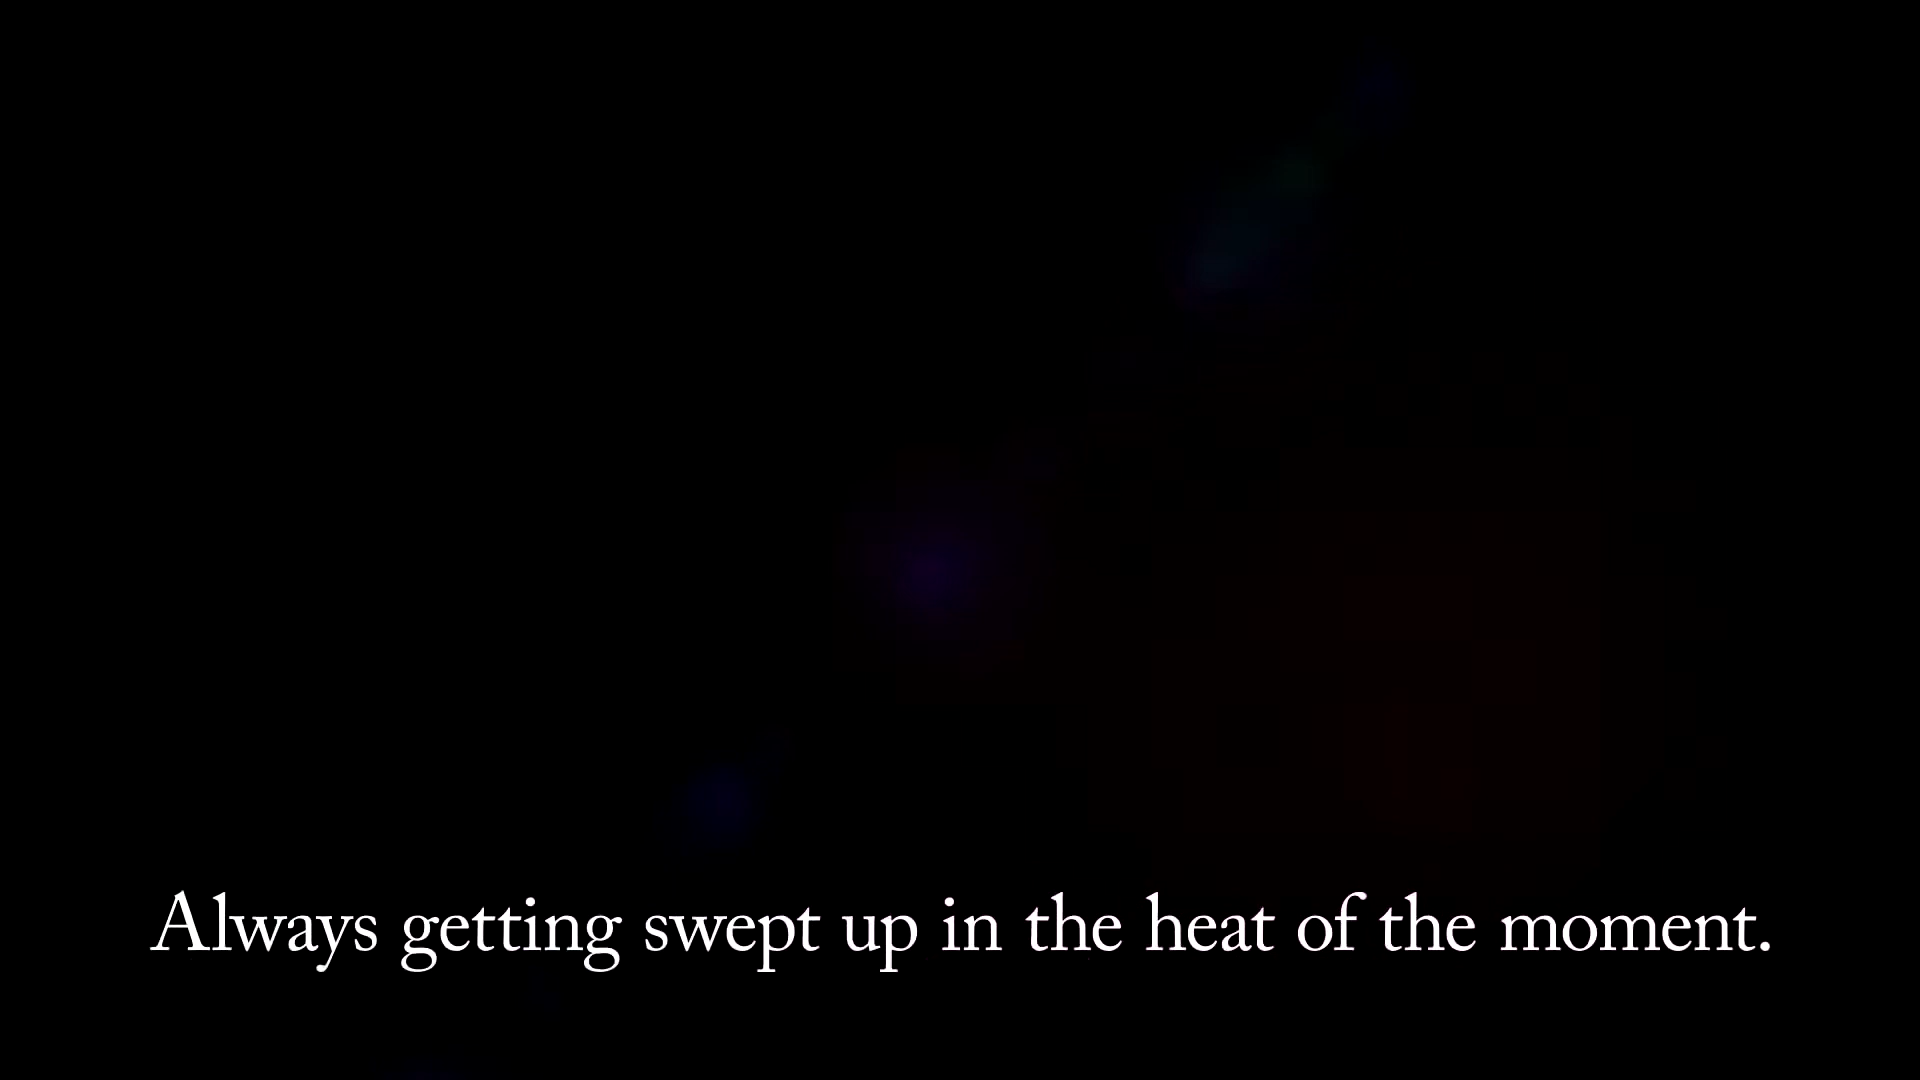 Always getting swept up in the heat of the moment.